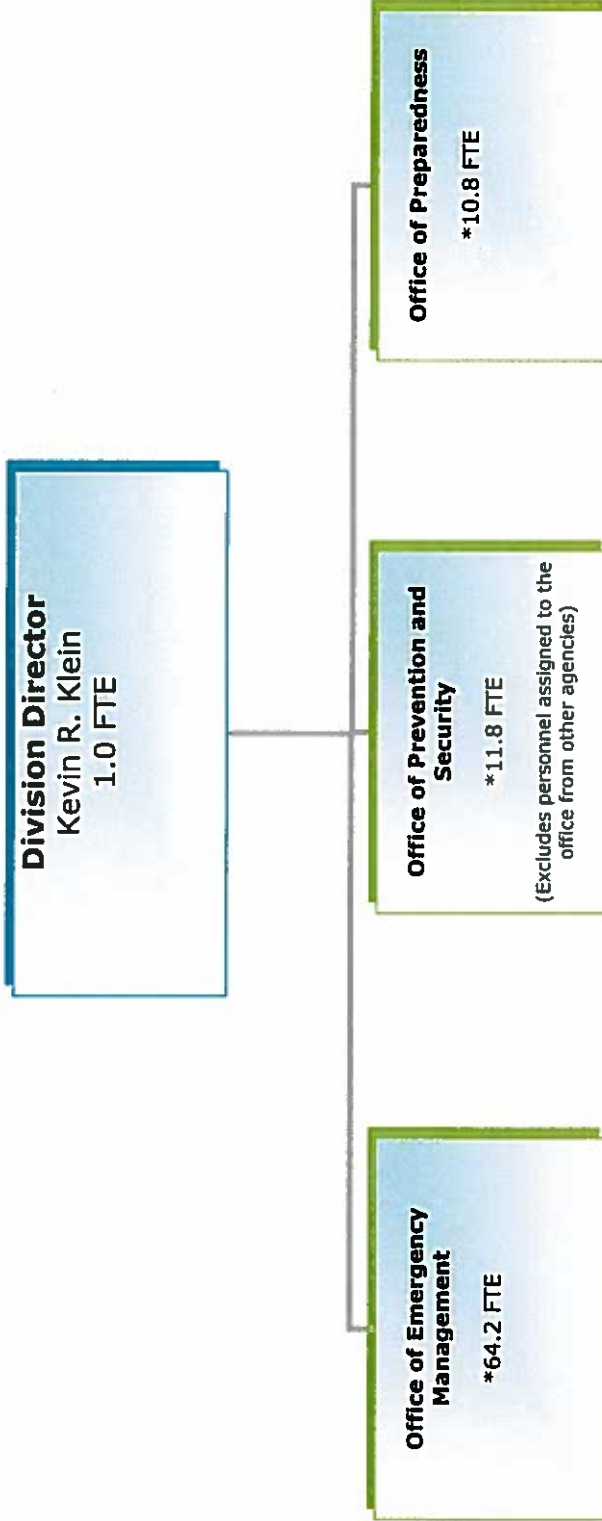 Division Director
Kevin R. Klein
1.0 FTE
Office of Emergency
Management
*64.2 FTE
Office of Prevention and
Security
*11.8 FTE
(Excludes personnel assigned to the
office from other agencies)
Office of Preparedness
*10.8 FTE